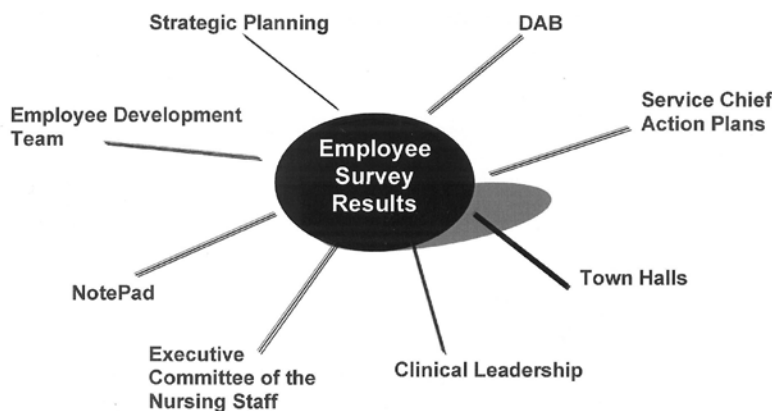 Strategic Planning
DAB
Employee Development
Team
Service Chief
Action Plans
Employee
Survey
Results
NotePad
Town Halls
Executive
Committee of the
Nursing Staff
Clinical Leadership